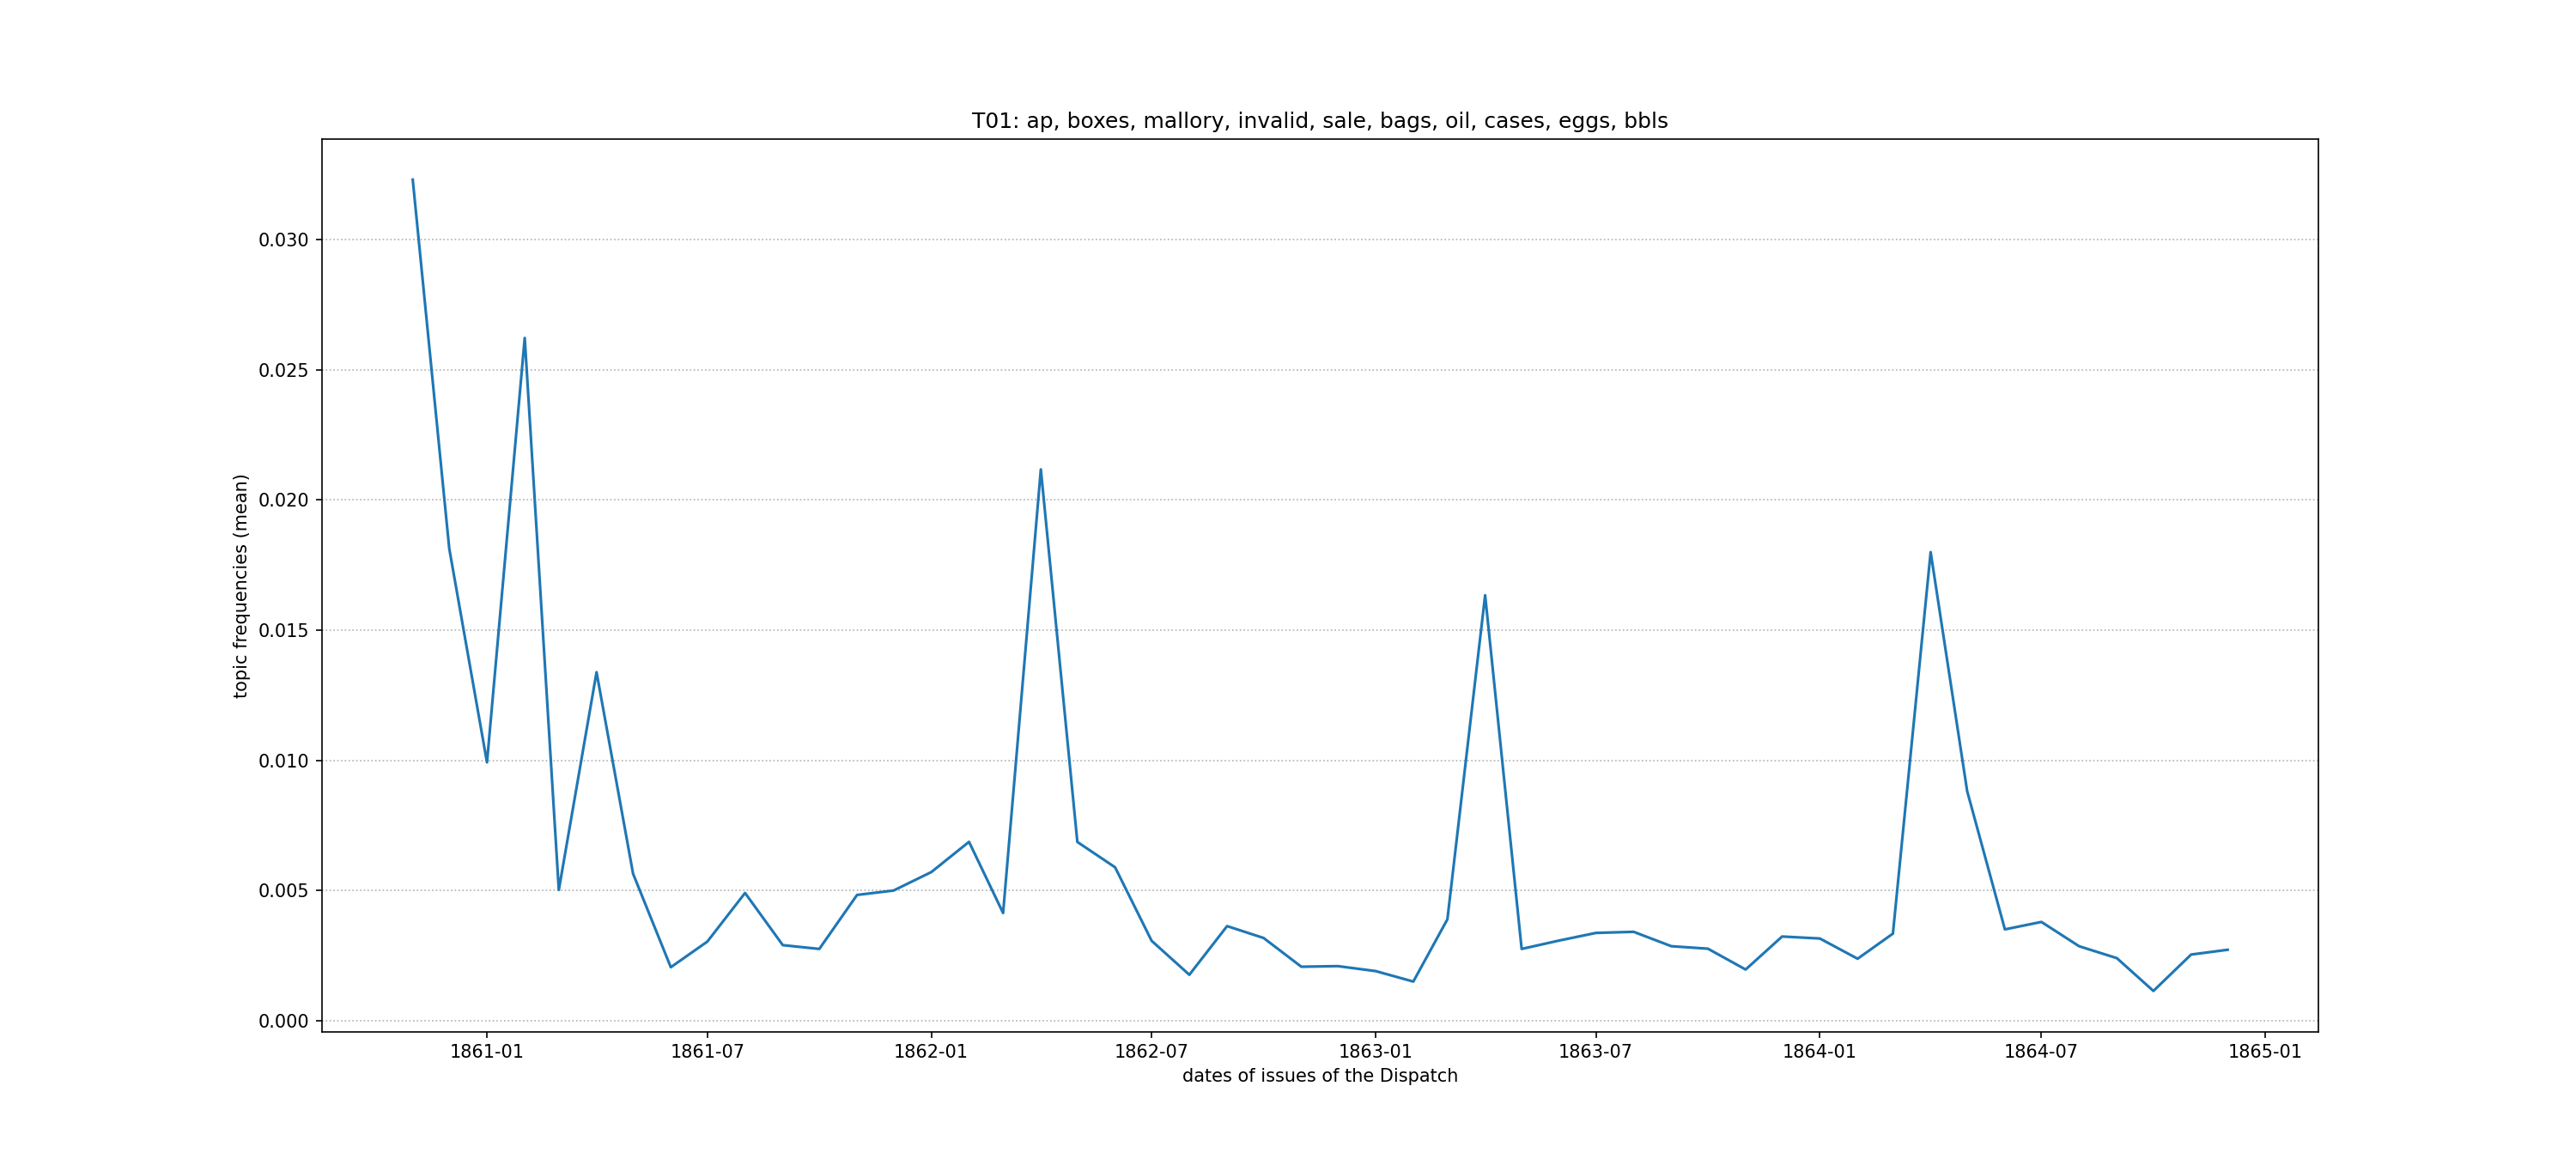 T01: ap, boxes, mallory, invalid, sale, bags, oil, cases, eggs, bbls
topic frequencies (mean)
0.030
0.025
0.020
0.015
0.010
0.005
0.000
1861-01 1861-07 1862-01 1862-07 1863-01 1863-07 1864-01 1864-07 1865-01
dates of issues of the Dispatch